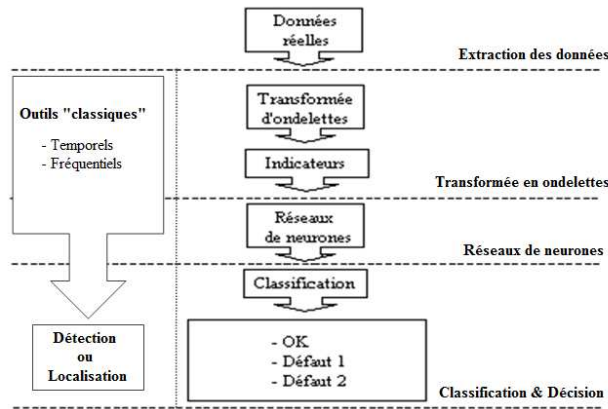 Données
réelles
Extraction des données
Outils "classiques"
- Temporels
- Fréquentiels
Transformée
d'ondelettes
Indicateurs
Transformée en ondelettes
Réseaux
de neurones
Réseaux de neurones
Classification
Détection
ou
Localisation
- OK
- Défaut 1
- Défaut 2
Classification & Décision